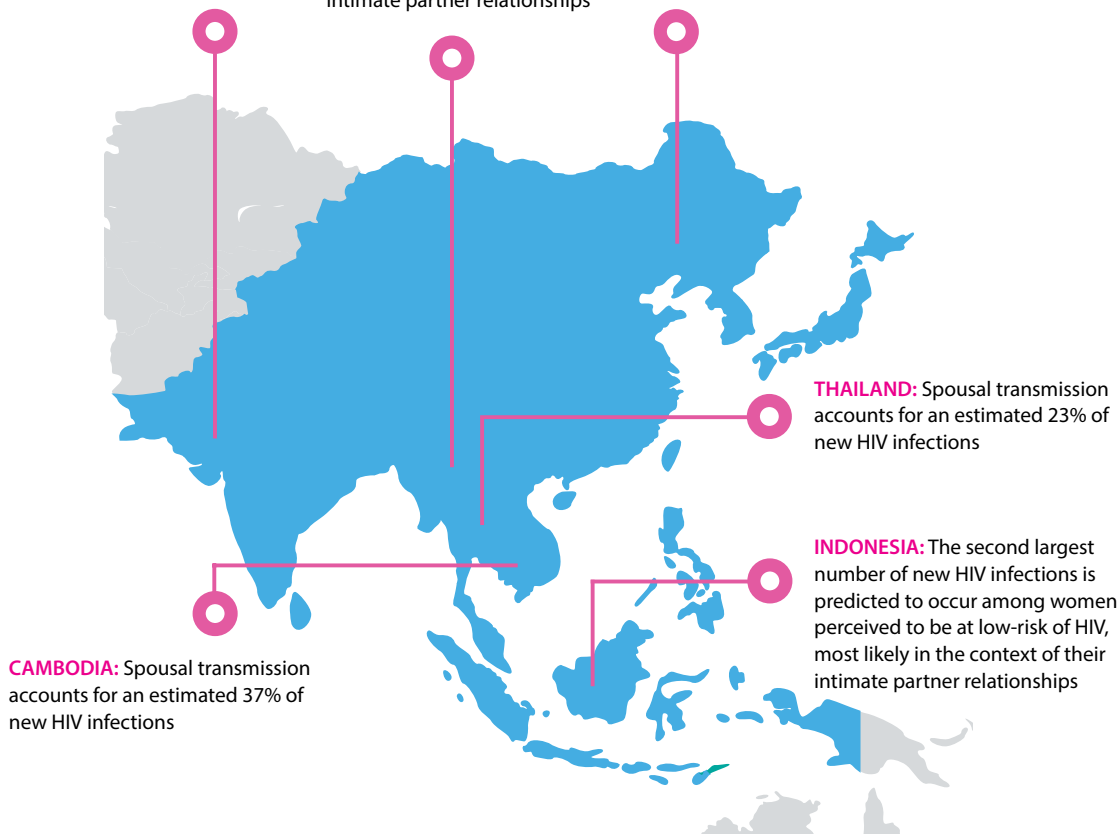 intimate partner relationships
THAILAND: Spousal transmission
accounts for an estimated 23% of
new HIV infections
INDONESIA: The second largest
number of new HIV infections is
predicted to occur among women
perceived to be at low-risk of HIV,
most likely in the context of their
intimate partner relationships
CAMBODIA: Spousal transmission
accounts for an estimated 37% of
new HIV infections